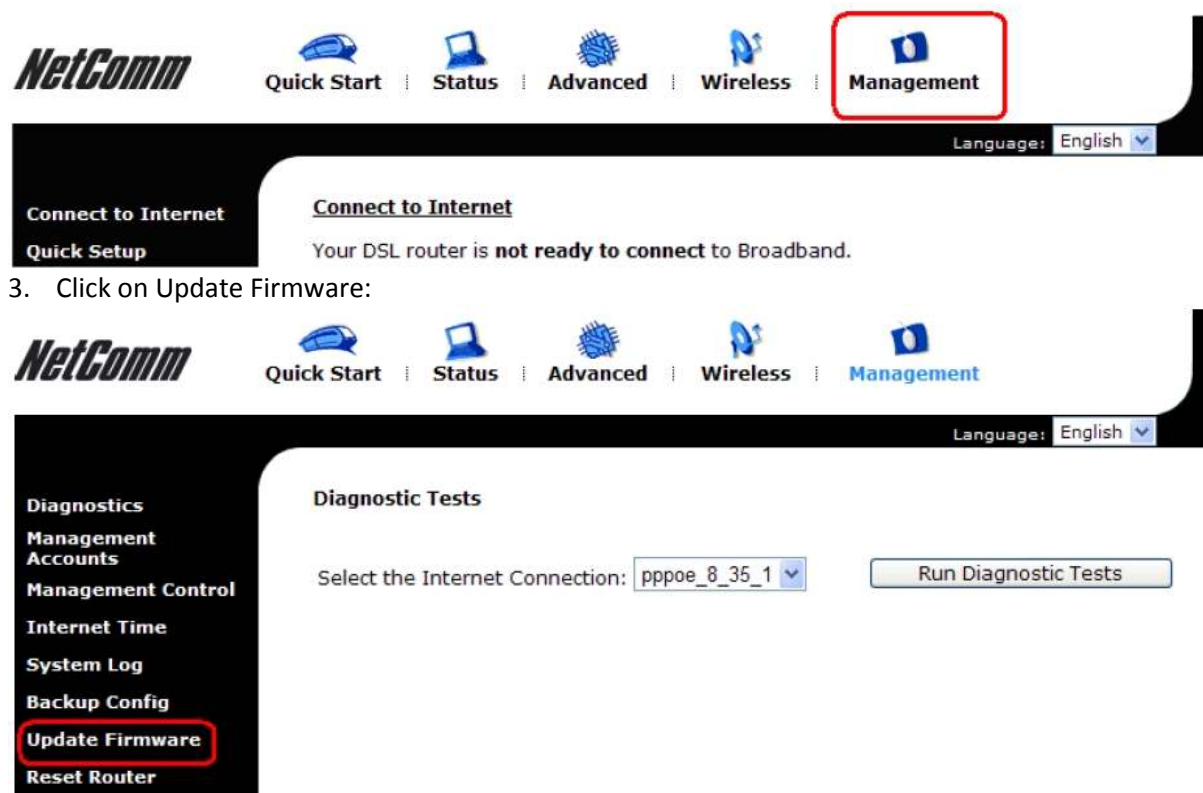 NetComm
Quick Start Status Advanced Wireless Management
Language: English
Connect to Internet
Quick Setup
Connect to Internet
Your DSL router is not ready to connect to Broadband.
3. Click on Update Firmware:
NetComm
Quick Start Status Advanced Wireless Management
Language: English
Diagnostics
Management
Accounts
Management Control
Internet Time
System Log
Backup Config
Update Firmware
Reset Router
Diagnostic Tests
Select the Internet Connection: pppoe_8_35_1 Run Diagnostic Tests